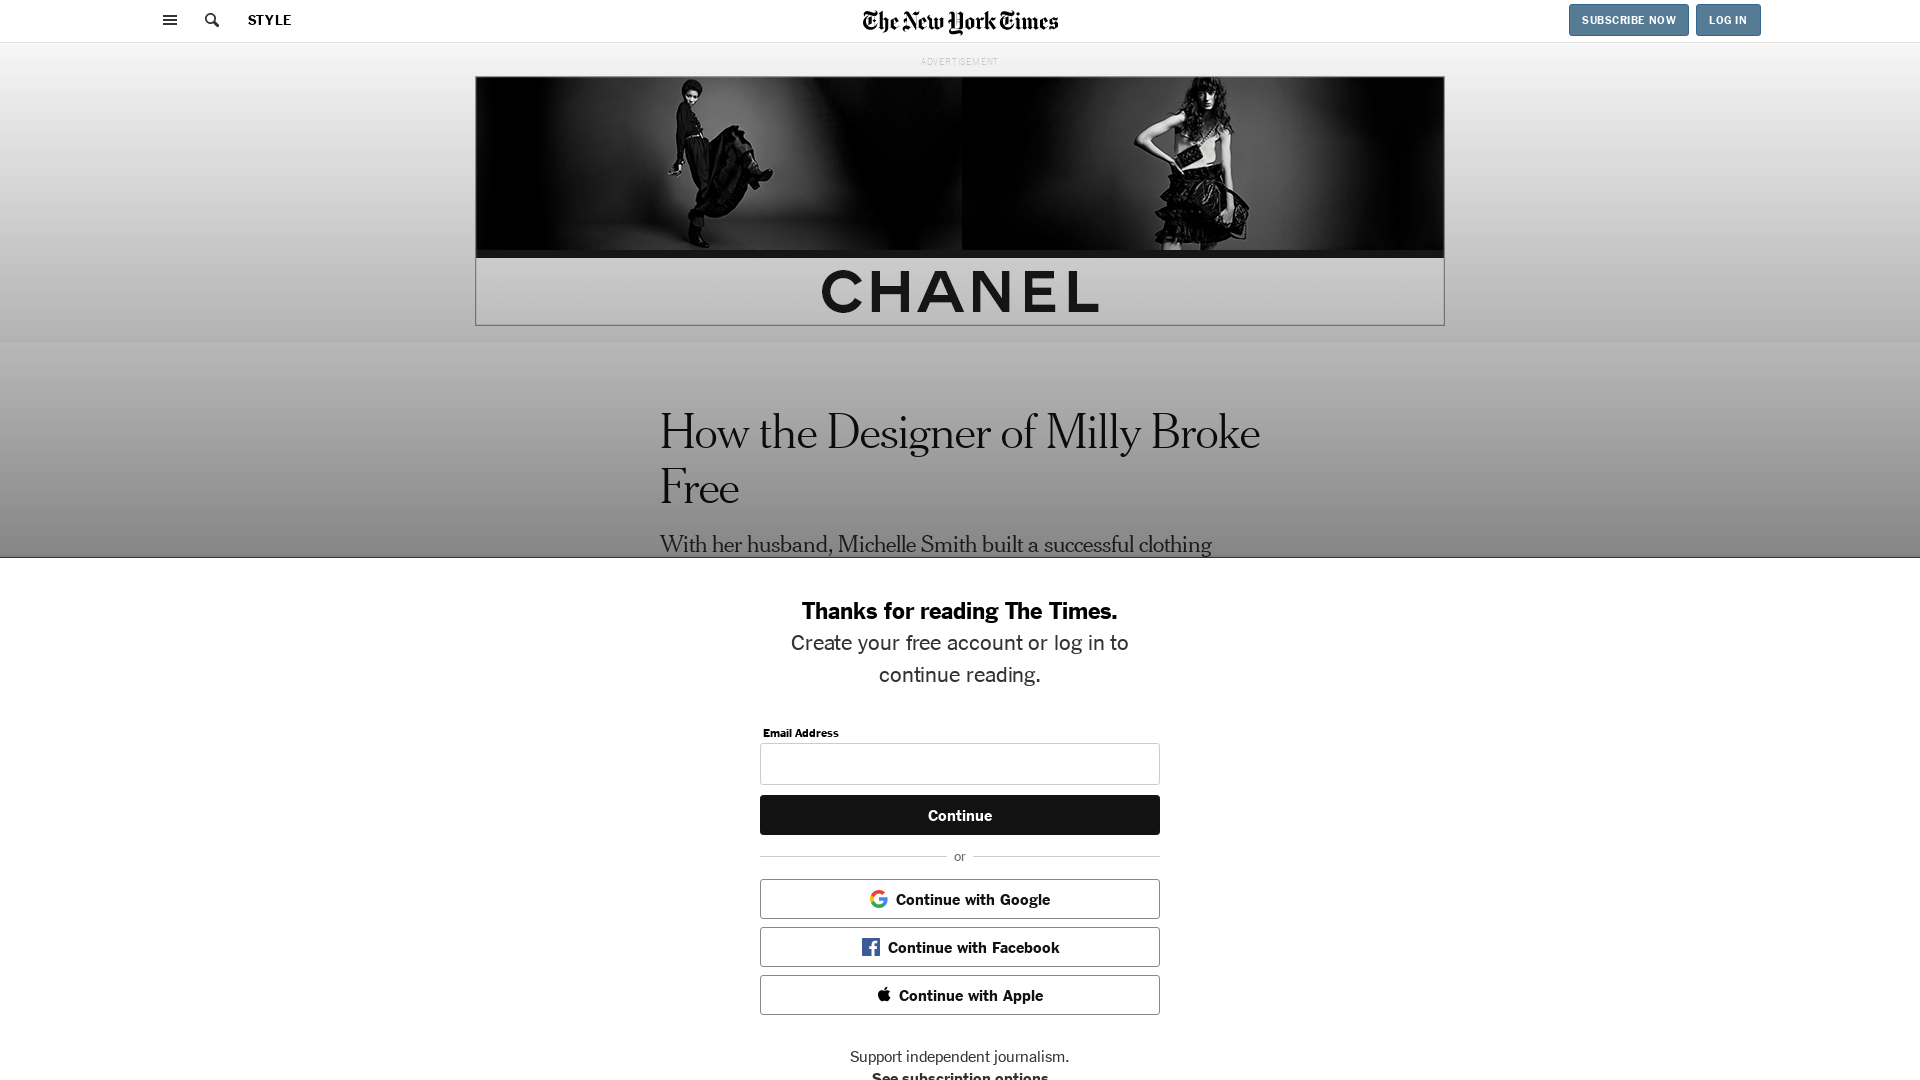 STYLE
The New York Times
SUBSCRIBE NOW
LOG IN
ADVERTISEMENT
CHANEL
How the Designer of Milly Broke
Free
With her husband, Michelle Smith built a successful clothing
Thanks for reading The Times.
Create your free account or log in to
continue reading.
Email Address
Continue
or
Continue with Google
Continue with Facebook
Continue with Apple
Support independent journalism.
See subscription options